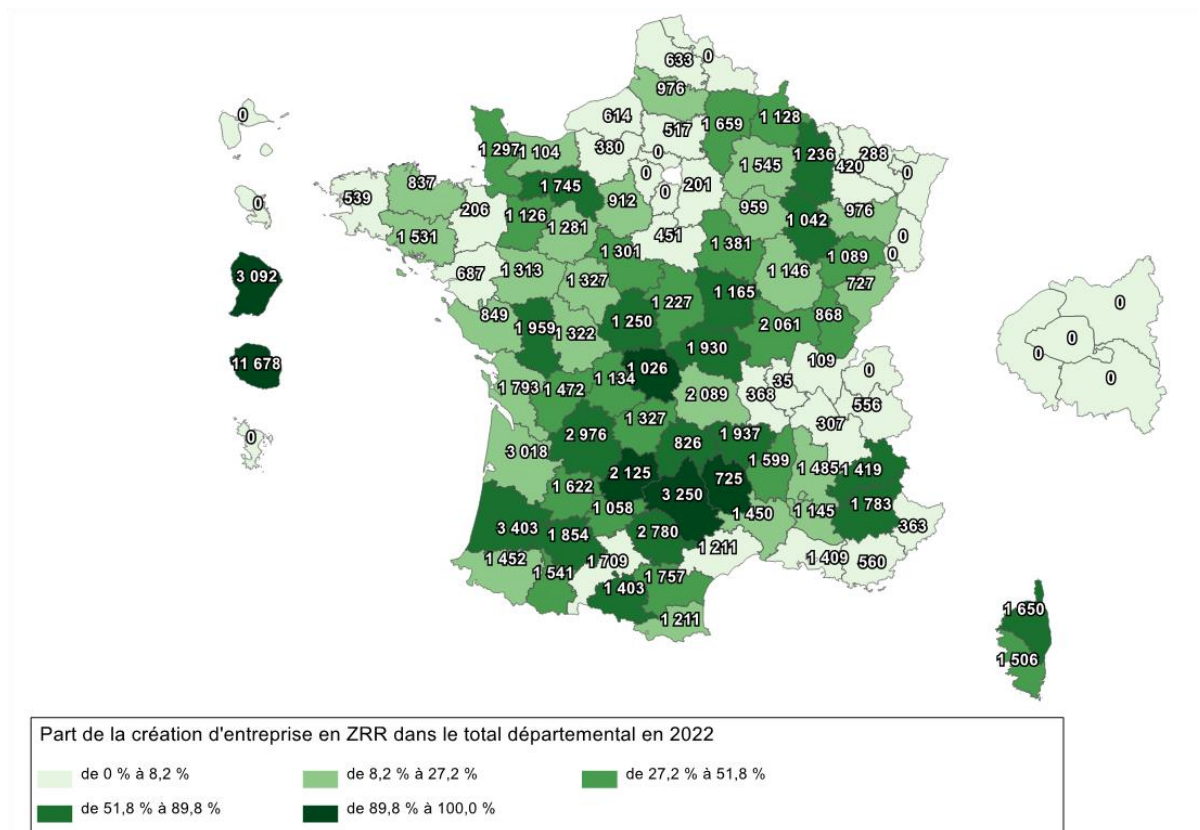 633 0
976
0
614 517 1 659 1 128
1 297 1 104 380 0 1 236 288
420
837 1 745 0 201 1 545 0
539 0 206 912 0 959 1 042 976
1 531 1 126 1 281 451 1 381 0
1 301 1 089 0
3 092 687 1 313 1 327 1 146 727 0
849 1 227 1 165 868
1 959 1 322 1 250 2 061 0
1 930 0 0
11 678 1 026 109
1 793 1 472 1 134 2 089 35 0
368 556
1 327 307
0 2 976 826 1 937
3 018 1 599
2 125 1 485 1 419
1 622 725
3 250 1 783
1 058 1 450 1 145
3 403 1 854 2 780 363
1 452 1 709 1 211 1 409 560
1 541 1 757
1 403
1 211 1 650
1 506
Part de la création d'entreprise en ZRR dans le total départemental en 2022
de 0 % à 8,2 % de 8,2 % à 27,2 % de 27,2 % à 51,8 %
de 51,8 % à 89,8 % de 89,8 % à 100,0 %